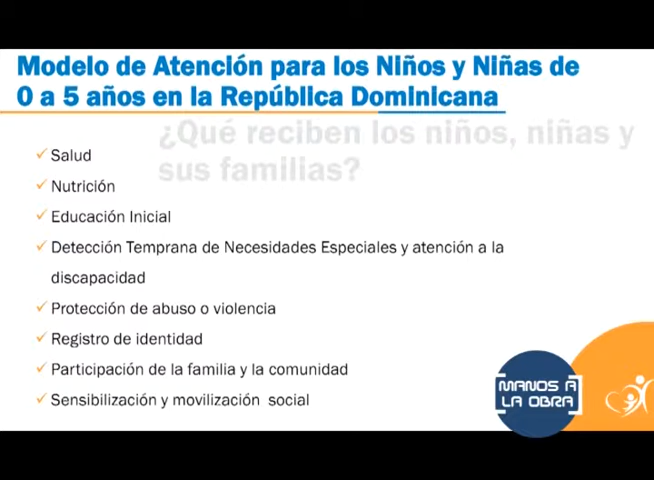 Modelo de Atención para los Niños y Niñas de
0 a 5 años en la República Dominicana
¿Qué reciben los niños, niñas y
sus familias?
Salud
Nutrición
Educación Inicial
Detección Temprana de Necesidades Especiales y atención a la
discapacidad
Protección de abuso o violencia
Registro de identidad
Participación de la familia y la comunidad
Sensibilización y movilización social
MANOS A
LA OBRA